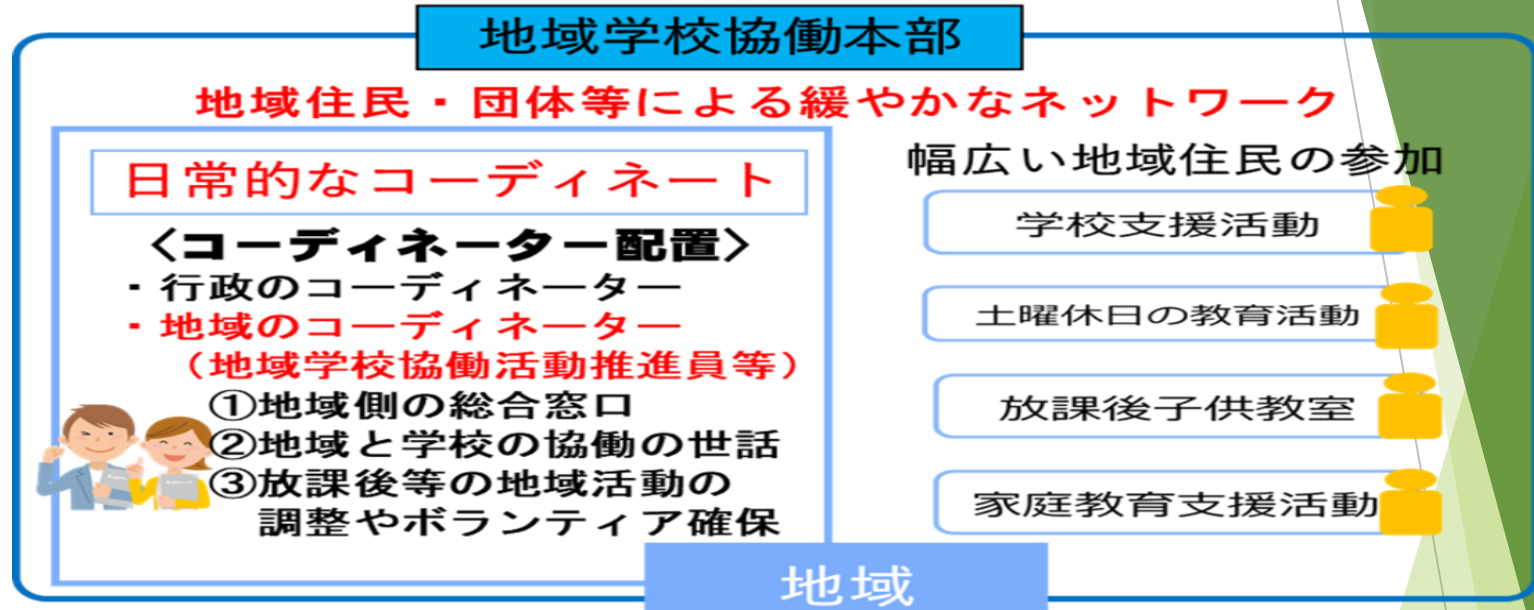 地域学校協働本部
地域住民・団体等による緩やかなネットワーク
日常的なコーディネート
〈コーディネーター配置〉
・行政のコーディネーター
・地域のコーディネーター
（地域学校協働活動推進員等）
①地域側の総合窓口
②地域と学校の協働の世話
③放課後等の地域活動の
調整やボランティア確保
幅広い地域住民の参加
学校支援活動
土曜休日の教育活動
放課後子供教室
家庭教育支援活動
地域